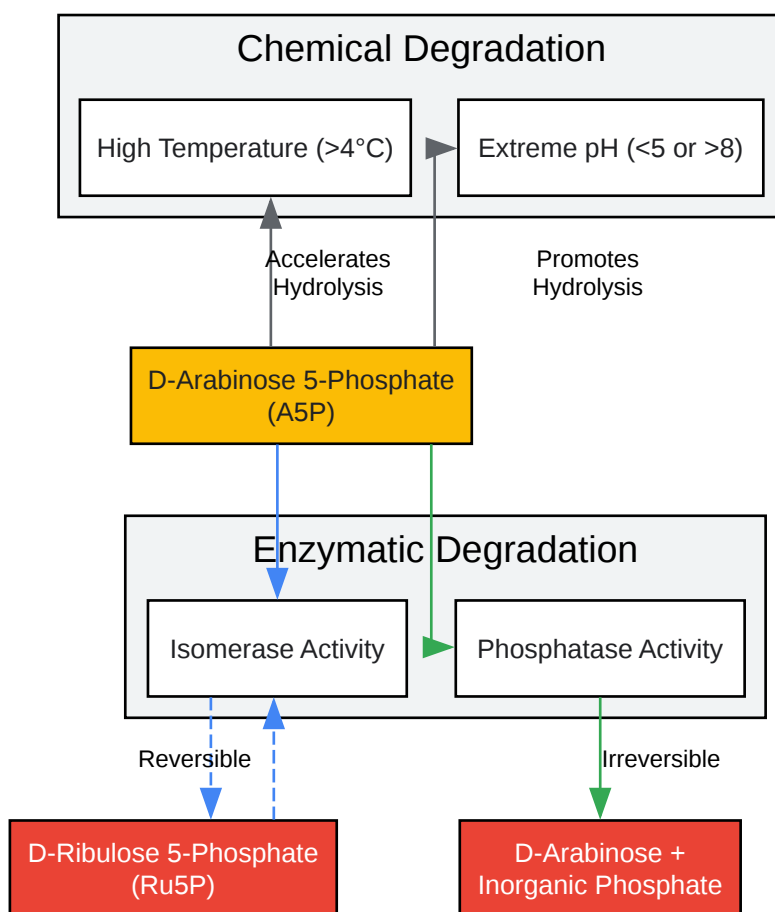 Chemical Degradation
High Temperature (>4°C)
Extreme pH (<5 or >8)
Accelerates
Hydrolysis
Promotes
Hydrolysis
D-Arabinose 5-Phosphate
(A5P)
Enzymatic Degradation
Isomerase Activity
Phosphatase Activity
Reversible
Irreversible
D-Ribulose 5-Phosphate
(Ru5P)
D-Arabinose +
Inorganic Phosphate